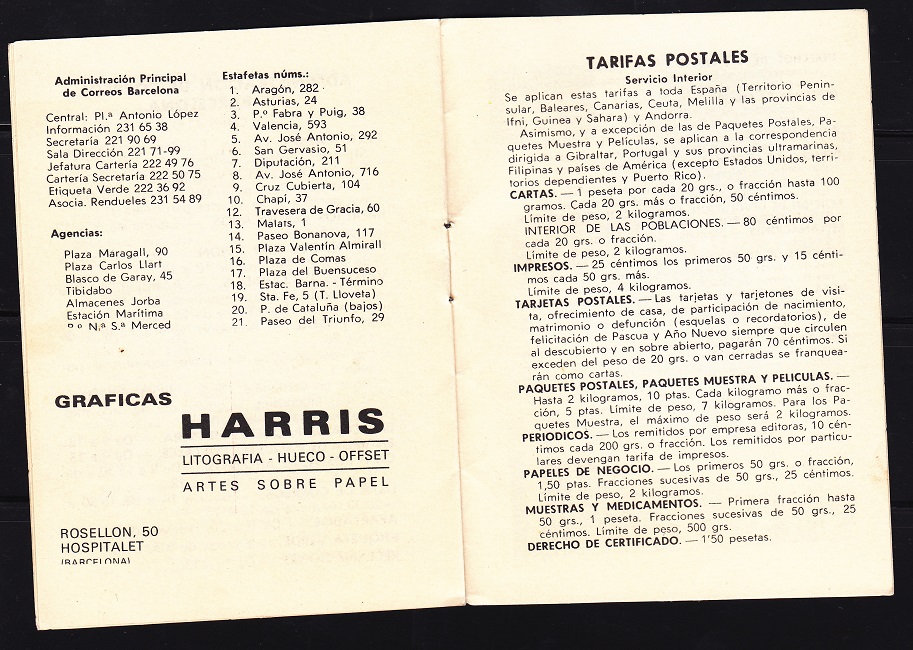 Administración Principal
de Correos Barcelona
Central: Pl.ª Antonio López
Información 231 65 38
Secretaría 221 90 69
Sala Dirección 221 71-99
Jefatura Cartería 222 49 76
Cartería Secretaría 222 50 75
Etiqueta Verde 222 36 92
Asocia. Rendueles 231 54 89
Agencias:
Plaza Maragall, 90
Plaza Carlos Llart
Blasco de Garay, 45
Tibidabo
Almacenes Jorba
Estación Marítima
P.º N.ª S.ª Merced
Estafetas núms.:
1. Aragón, 282
2. Asturias, 24
3. P.º Fabra y Puig, 38
4. Valencia, 593
5. Av. José Antonio, 292
6. San Gervasio, 51
7. Diputación, 211
8. Av. José Antonio, 716
9. Cruz Cubierta, 104
10. Chapí, 37
12. Travesera de Gracia, 60
13. Malats, 1
14. Paseo Bonanova, 117
15. Plaza Valentín Almirall
16. Plaza de Comas
17. Plaza del Buensuceso
18. Estac. Barna. - Término
19. Sta. Fe, 5 (T. Lloveta)
20. P. de Cataluña (bajos)
21. Paseo del Triunfo, 29
GRAFICAS
HARRIS
LITOGRAFIA - HUECO - OFFSET
ARTES SOBRE PAPEL
ROSELLON, 50
HOSPITALET
(BARCELONA)
TARIFAS POSTALES
Servicio Interior
Se aplican estas tarifas a toda España (Territorio Penin-
sular, Baleares, Canarias, Ceuta, Melilla y las provincias de
Ifni, Guinea y Sahara) y Andorra.
Asimismo, y a excepción de las de Paquetes Postales, Pa-
quetes Muestra y Películas, se aplican a la correspondencia
dirigida a Gibraltar, Portugal y sus provincias ultramarinas,
Filipinas y países de América (excepto Estados Unidos, terri-
torios dependientes y Puerto Rico).
CARTAS. — 1 peseta por cada 20 grs., o fracción hasta 100
gramos. Cada 20 grs. más o fracción, 50 céntimos.
Límite de peso, 2 kilogramos.
INTERIOR DE LAS POBLACIONES. — 80 céntimos por
cada 20 grs. o fracción.
Límite de peso, 2 kilogramos.
IMPRESOS. — 25 céntimos los primeros 50 grs. y 15 cénti-
mos cada 50 grs. más.
Límite de peso, 4 kilogramos.
TARJETAS POSTALES. — Las tarjetas y tarjetones de visi-
ta, ofrecimiento de casa, de participación de nacimiento,
matrimonio o defunción (esquelas o recordatorios), de
felicitación de Pascua y Año Nuevo siempre que circulen
al descubierto y en sobre abierto, pagarán 70 céntimos. Si
exceden del peso de 20 grs. o van cerradas se franquea-
rán como cartas.
PAQUETES POSTALES, PAQUETES MUESTRA Y PELICULAS. —
Hasta 2 kilogramos, 10 ptas. Cada kilogramo más o frac-
ción, 5 ptas. Límite de peso, 7 kilogramos. Para los Pa-
quetes Muestra, el máximo de peso será 2 kilogramos.
PERIODICOS. — Los remitidos por empresa editoras, 10 cén-
timos cada 200 grs. o fracción. Los remitidos por particu-
lares devengan tarifa de impresos.
PAPELES DE NEGOCIO. — Los primeros 50 grs. o fracción,
1,50 ptas. Fracciones sucesivas de 50 grs., 25 céntimos.
Límite de peso, 2 kilogramos.
MUESTRAS Y MEDICAMENTOS. — Primera fracción hasta
50 grs., 1 peseta. Fracciones sucesivas de 50 grs., 25
céntimos. Límite de peso, 500 grs.
DERECHO DE CERTIFICADO. — 1'50 pesetas.